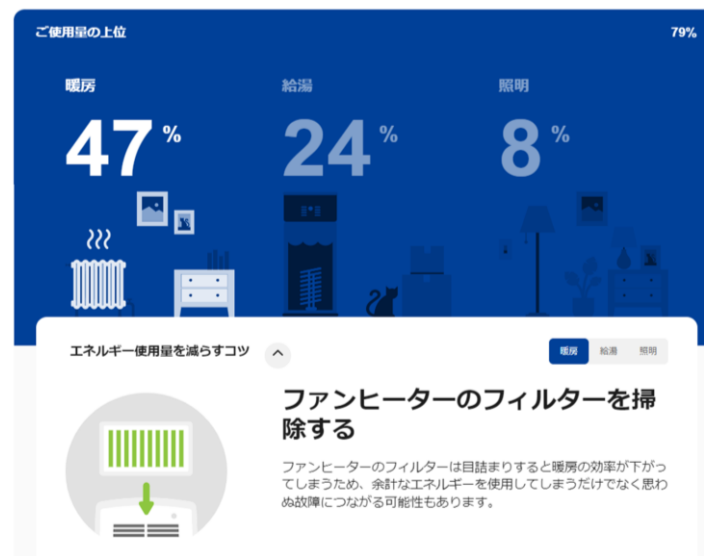 ご使用量の上位 79%
暖房 給湯 照明
47% 24% 8%
エネルギー使用量を減らすコツ
暖房 給湯 照明
ファンヒーターのフィルターを掃
除する
ファンヒーターのフィルターは目詰まりすると暖房の効率が下がっ
てしまうため、余計なエネルギーを使用してしまうだけでなく思わ
ぬ故障につながる可能性もあります。